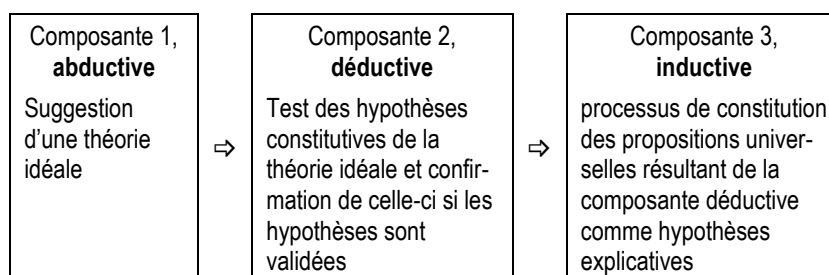 Composante 1,
abductive
Suggestion
d'une théorie
idéale
⇨
Composante 2,
déductive
Test des hypothèses
constitutives de la
théorie idéale et confir-
mation de celle-ci si les
hypothèses sont
validées
⇨
Composante 3,
inductive
processus de constitution
des propositions univer-
selles résultant de la
composante déductive
comme hypothèses
explicatives